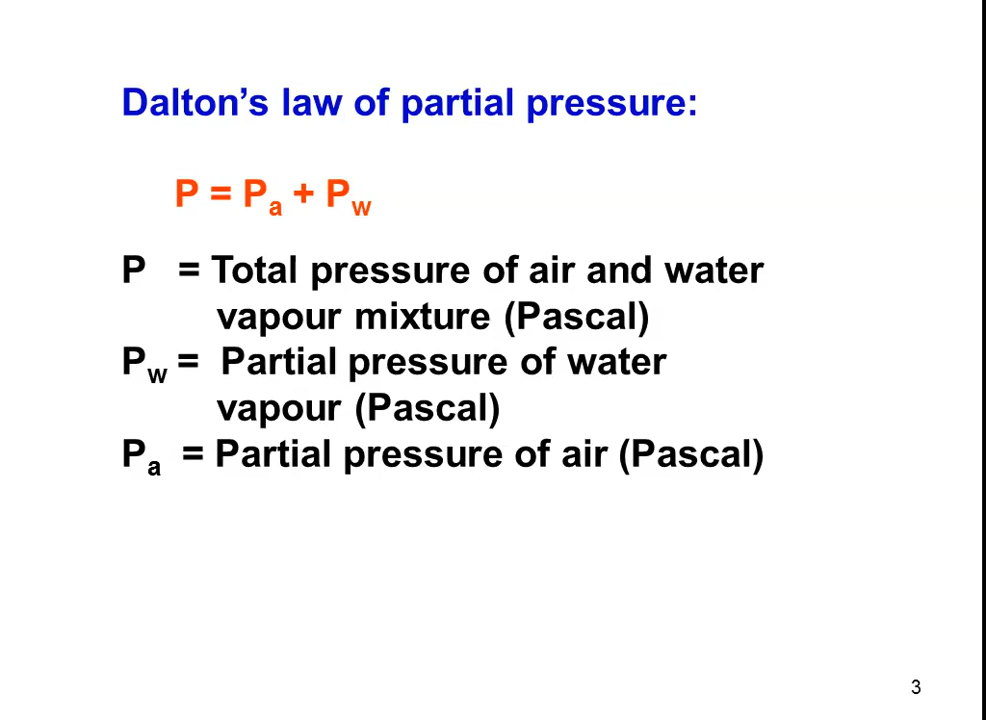 Dalton’s law of partial pressure:
P = Pa + Pw
P = Total pressure of air and water
vapour mixture (Pascal)
Pw = Partial pressure of water
vapour (Pascal)
Pa = Partial pressure of air (Pascal)
3